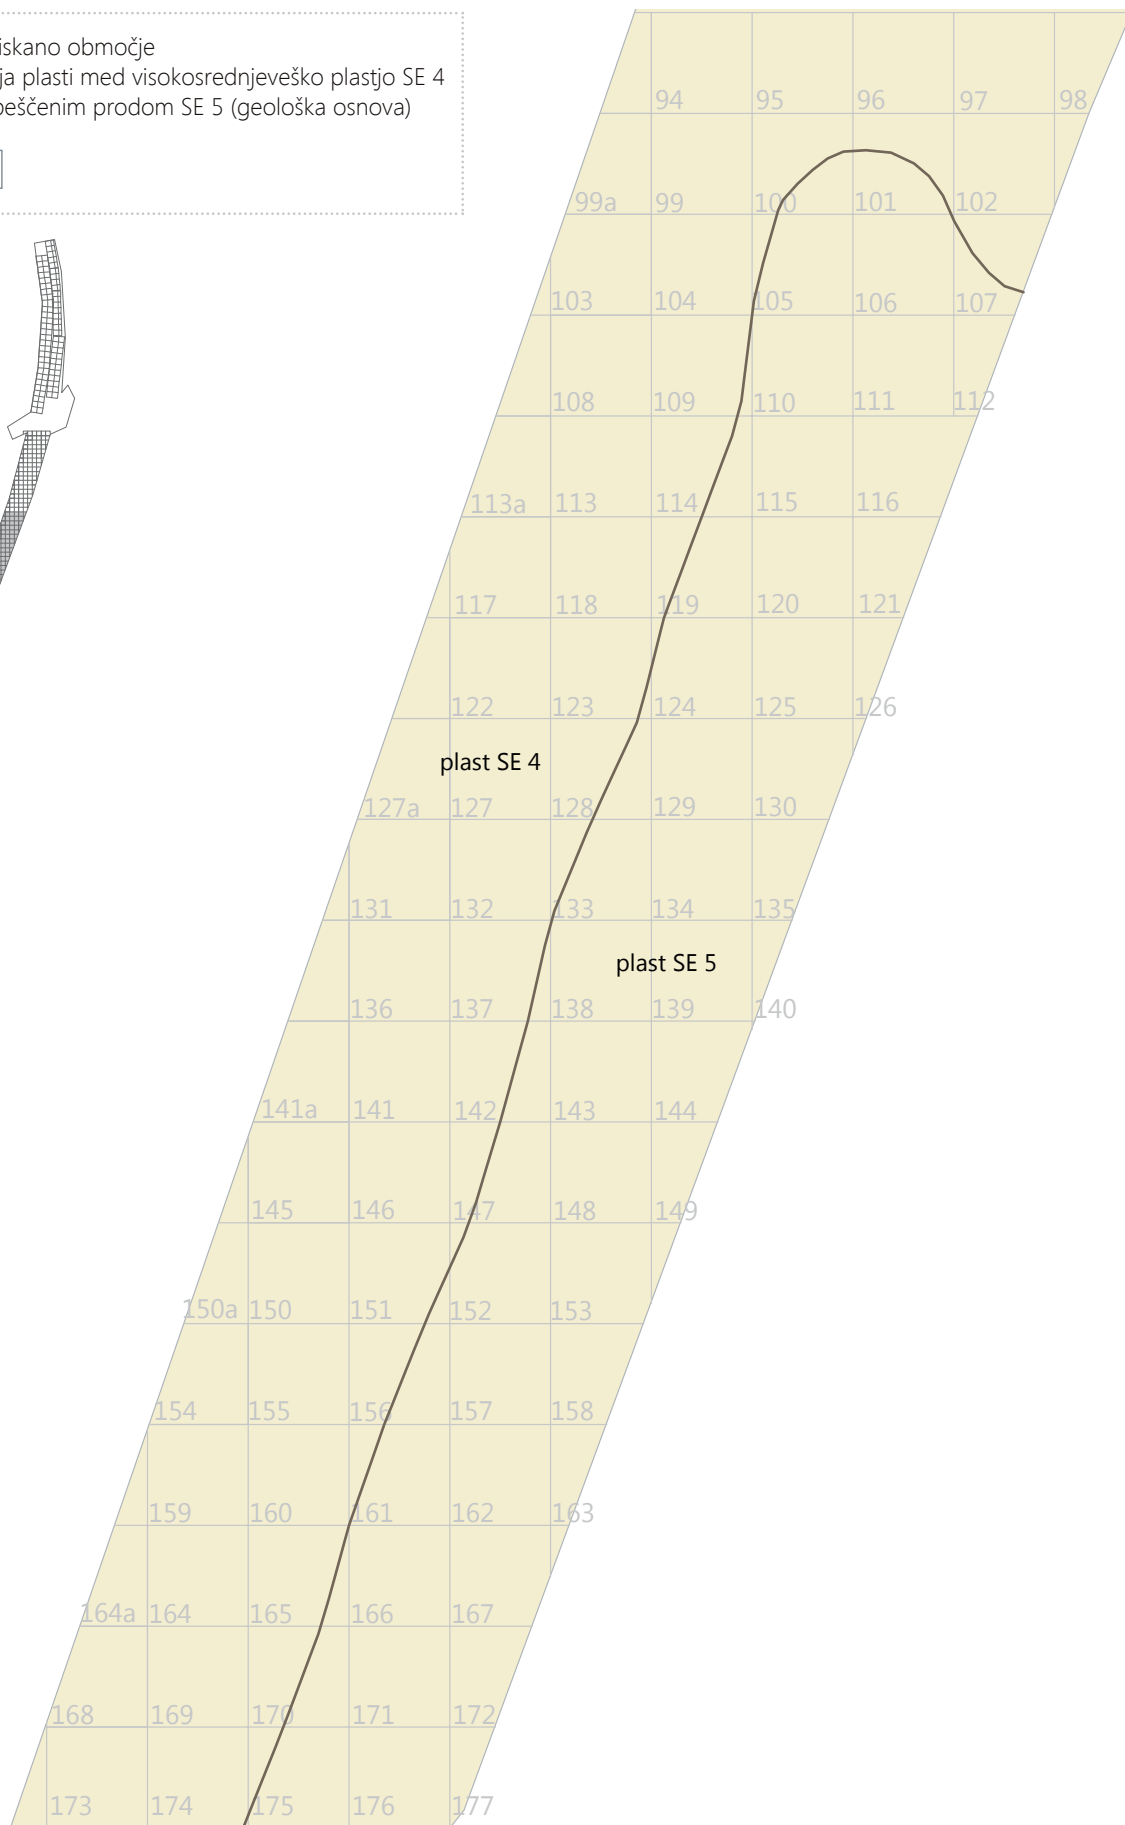 iskano območje
ja plasti med visokosrednjeveško plastjo SE 4
peščenim prodom SE 5 (geološka osnova)
94 95 96 97 98
99a 99 100 101 102
103 104 105 106 107
108 109 110 111 112
113a 113 114 115 116
117 118 119 120 121
122 123 124 125 126
plast SE 4
127a 127 128 129 130
131 132 133 134 135
plast SE 5
136 137 138 139 140
141a 141 142 143 144
145 146 147 148 149
150a 150 151 152 153
154 155 156 157 158
159 160 161 162 163
164a 164 165 166 167
168 169 170 171 172
173 174 175 176 177